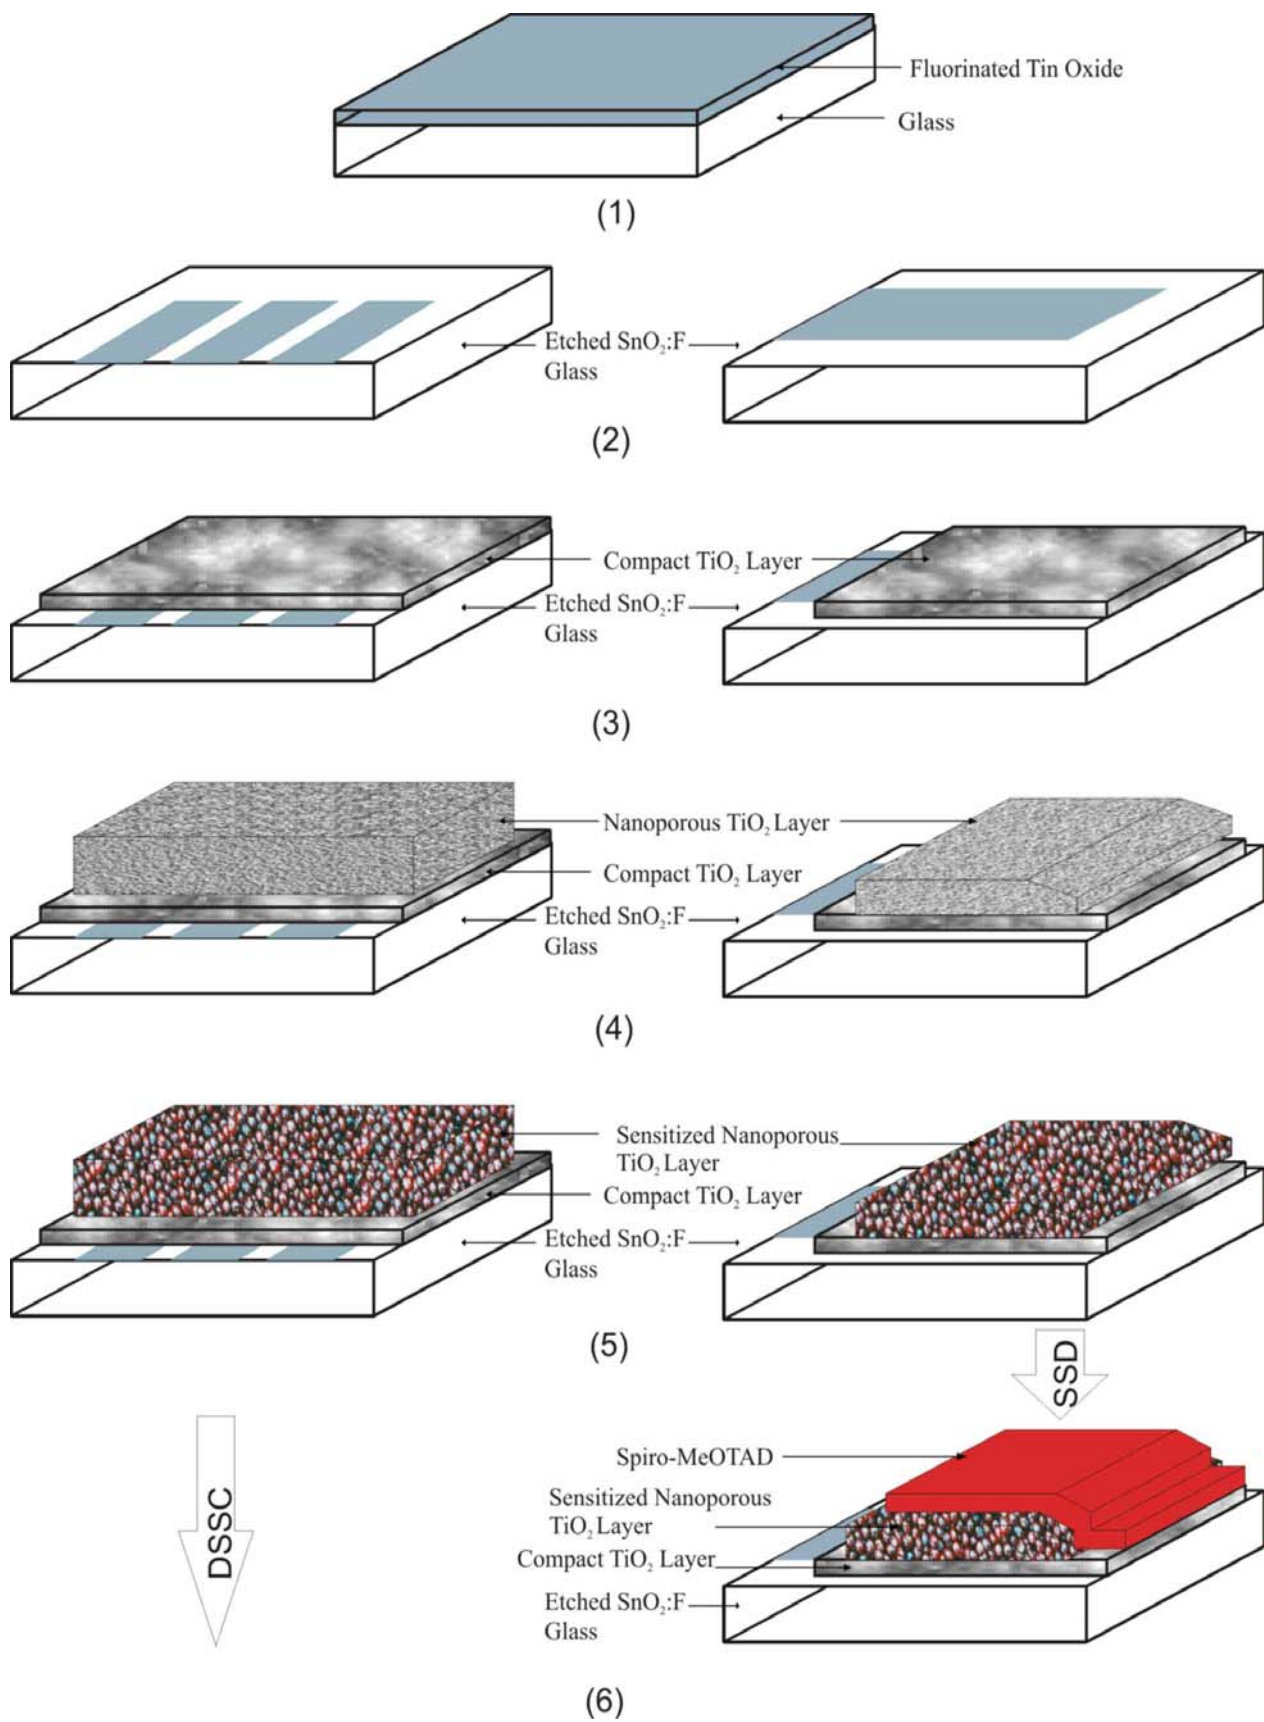 Fluorinated Tin Oxide
Glass
(1)
Etched SnO₂:F
Glass
(2)
Compact TiO₂ Layer
Etched SnO₂:F
Glass
(3)
Nanoporous TiO₂ Layer
Compact TiO₂ Layer
Etched SnO₂:F
Glass
(4)
Sensitized Nanoporous
TiO₂ Layer
Compact TiO₂ Layer
Etched SnO₂:F
Glass
(5)
SSD
DSSC
Spiro-MeOTAD
Sensitized Nanoporous
TiO₂ Layer
Compact TiO₂ Layer
Etched SnO₂:F
Glass
(6)